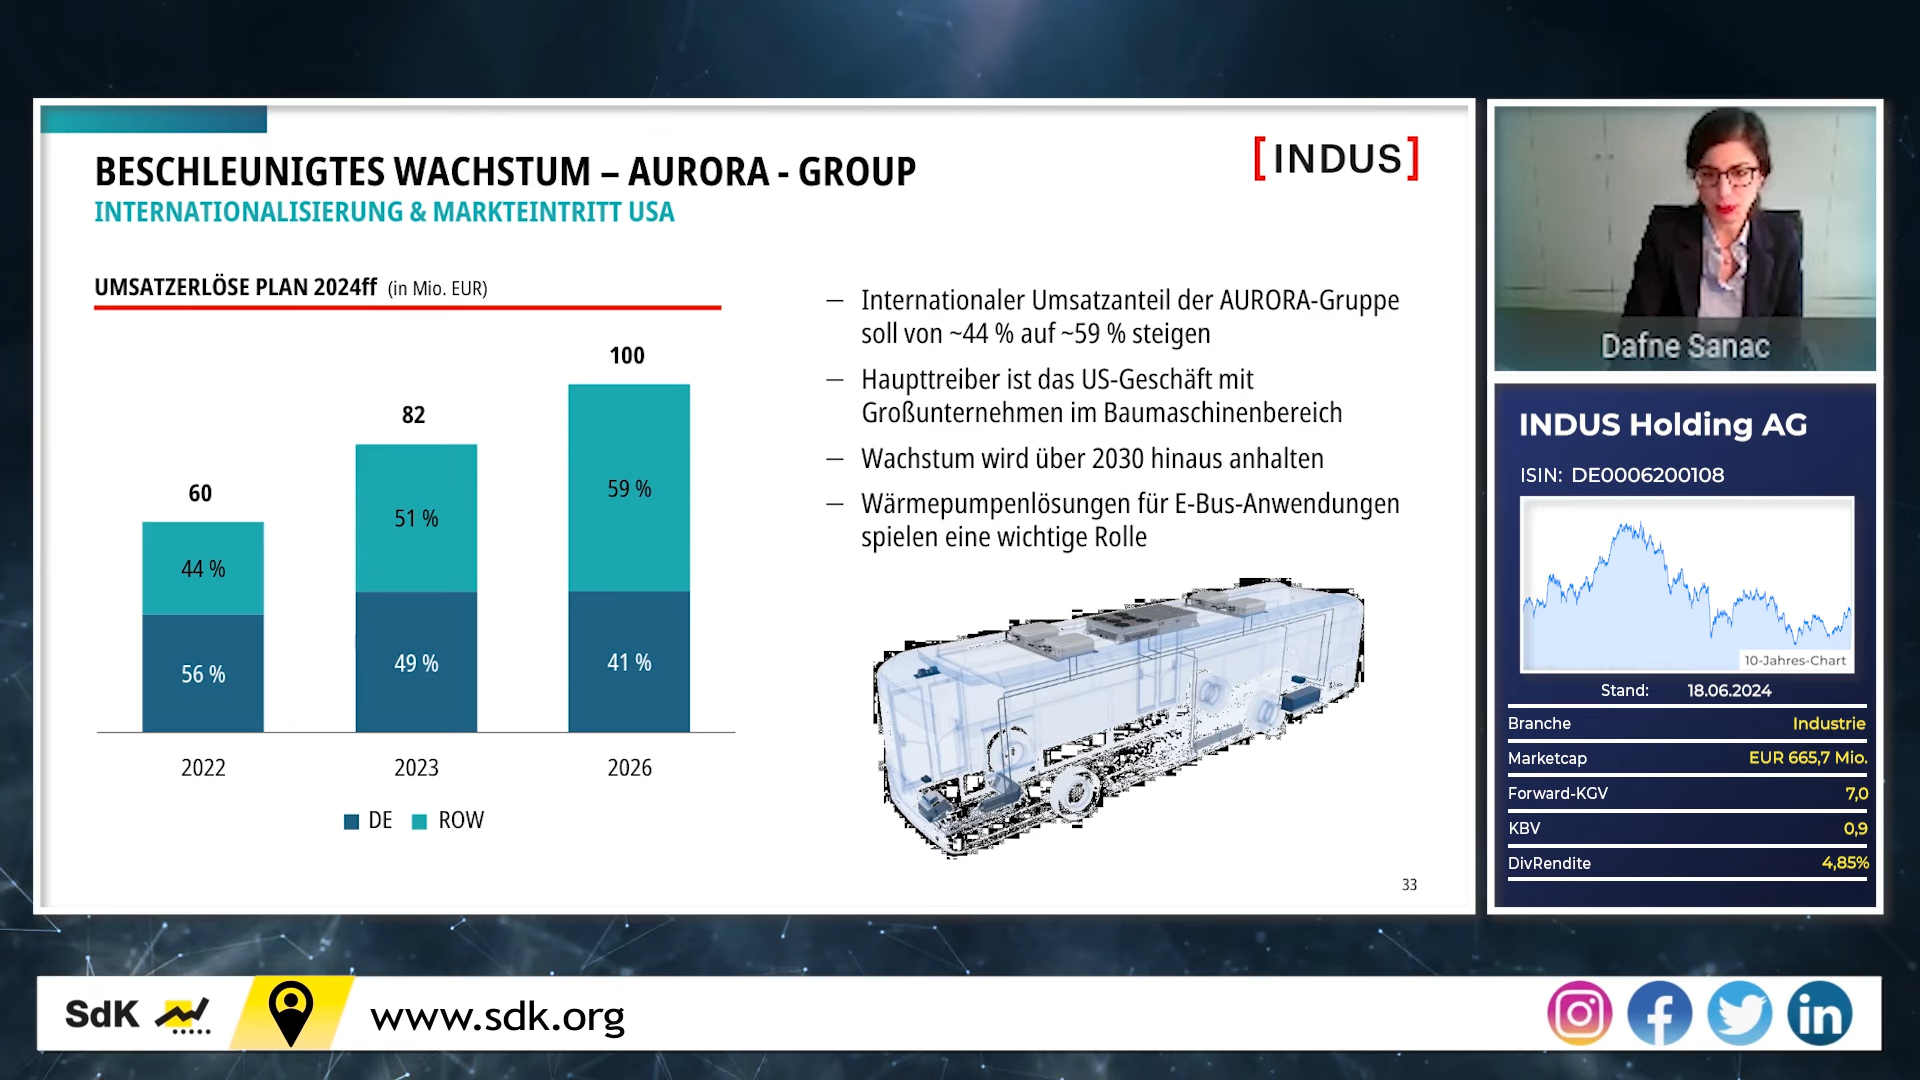 BESCHLEUNIGTES WACHSTUM – AURORA - GROUP
INTERNATIONALISIERUNG & MARKTEINTRITT USA
[INDUS]
UMSATZERLÖSE PLAN 2024ff (in Mio. EUR)
60
82
100
44 %
51 %
59 %
56 %
49 %
41 %
2022
2023
2026
DE
ROW
– Internationaler Umsatzanteil der AURORA-Gruppe
soll von ~44 % auf ~59 % steigen
– Haupttreiber ist das US-Geschäft mit
Großunternehmen im Baumaschinenbereich
– Wachstum wird über 2030 hinaus anhalten
– Wärmepumpenlösungen für E-Bus-Anwendungen
spielen eine wichtige Rolle
33
Dafne Sanac
INDUS Holding AG
ISIN: DE0006200108
10-Jahres-Chart
Stand: 18.06.2024
Branche Industrie
Marketcap EUR 665,7 Mio.
Forward-KGV 7,0
KBV 0,9
DivRendite 4,85%
SdK
www.sdk.org